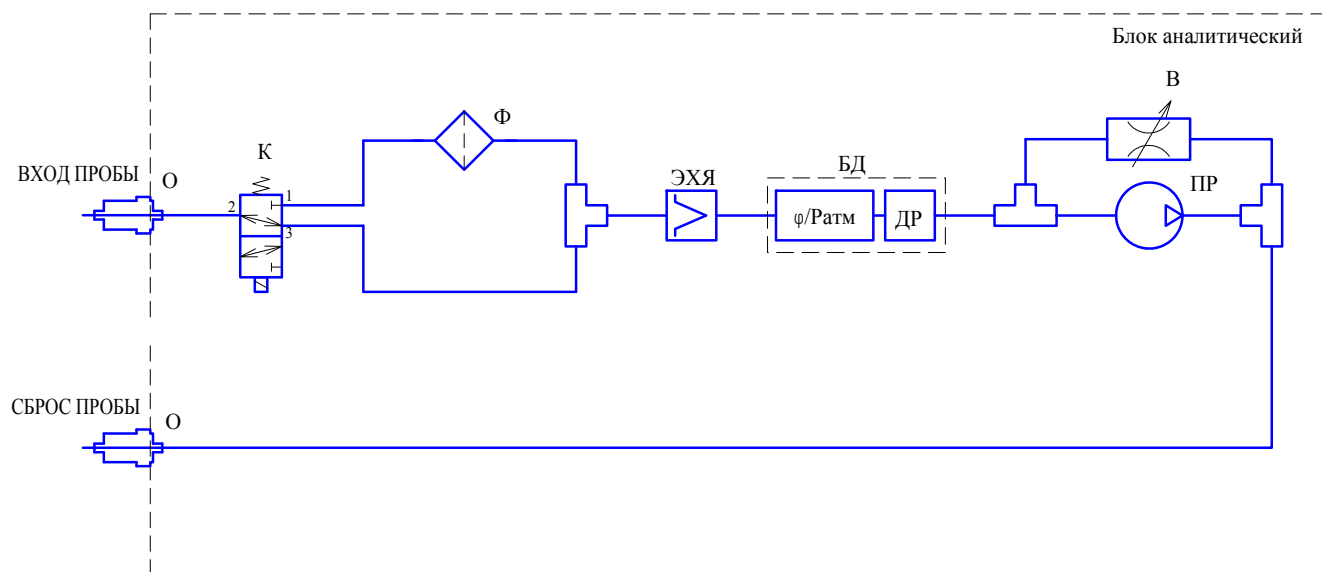 Блок аналитический
В
Ф
К
ВХОД ПРОБЫ
О
1
2
3
ЭХЯ
БД
φ/Ратм
ДР
ПР
СБРОС ПРОБЫ
О